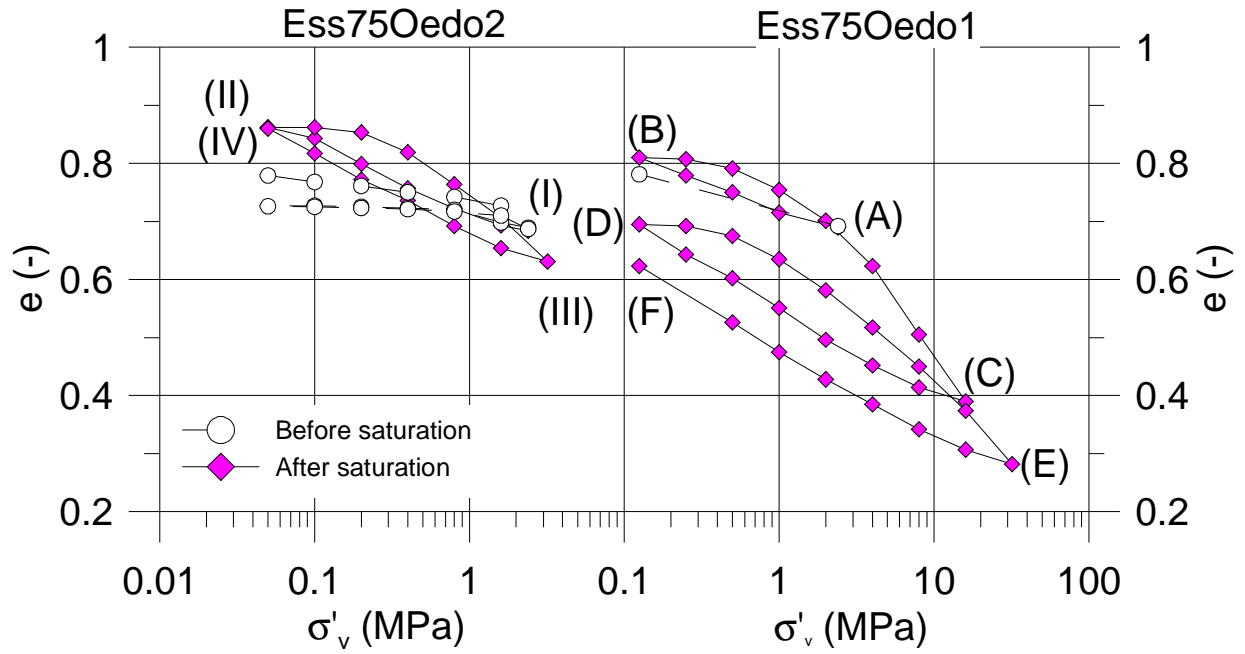 Ess75Oedo2
Ess75Oedo1
1
1
(II)
(IV)
(B)
0.8
0.8
(I)
(A)
(D)
e (-)
e (-)
0.6
0.6
(III)
(F)
(C)
0.4
0.4
Before saturation
After saturation
(E)
0.2
0.2
0.01
0.1
1
0.1
1
10
100
σ'v (MPa)
σ'v (MPa)